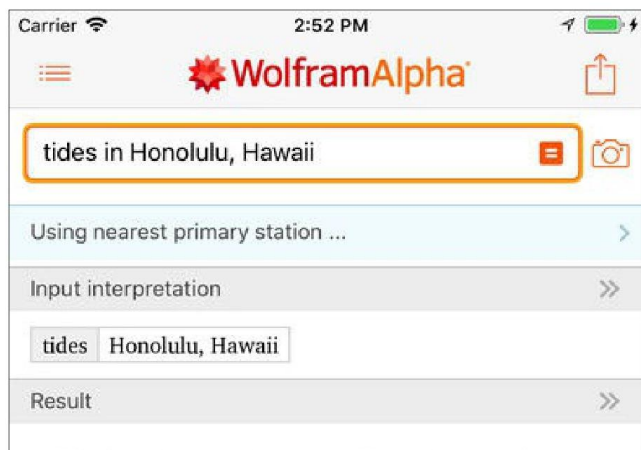 Carrier 2:52 PM
WolframAlpha
tides in Honolulu, Hawaii
Using nearest primary station ...
Input interpretation
tides Honolulu, Hawaii
Result